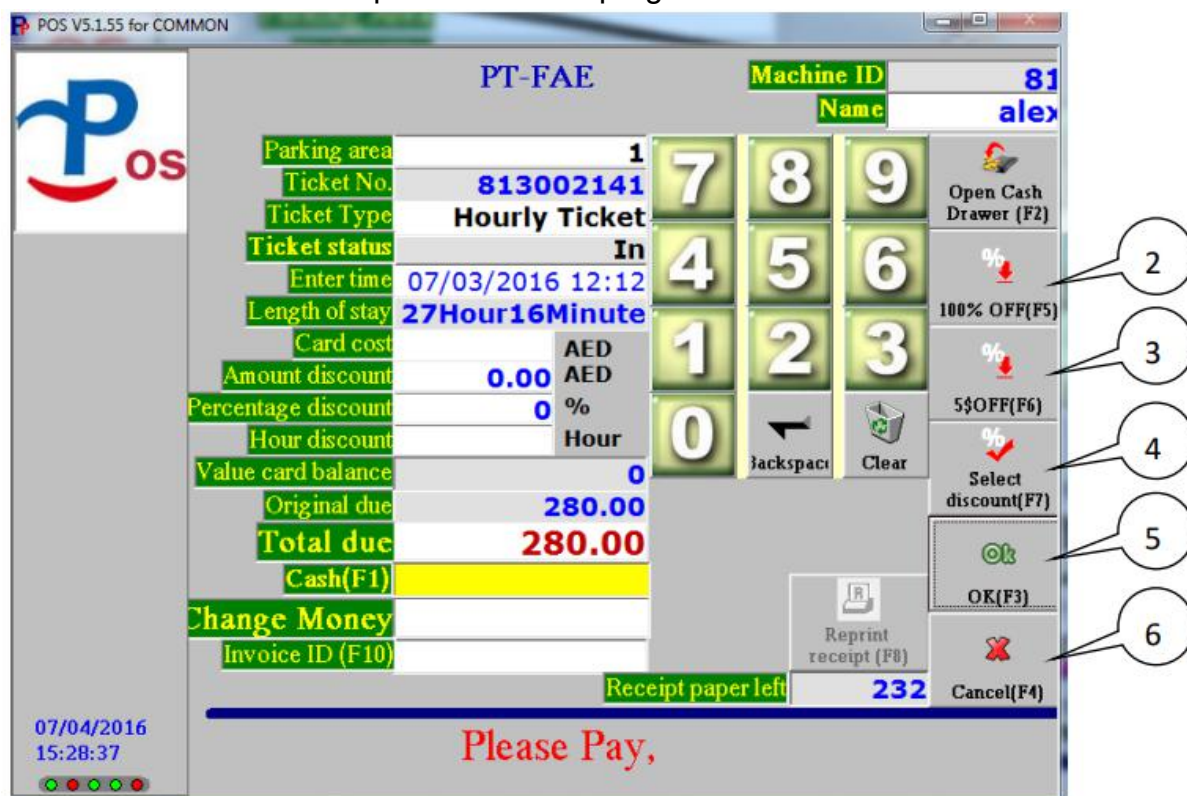 POS V5.1.55 for COMMON
Pos
PT-FAE
Machine ID 81
Name alex
Parking area 1
Ticket No. 813002141
Ticket Type Hourly Ticket
Ticket status In
Enter time 07/03/2016 12:12
Length of stay 27Hour16Minute
Card cost AED
Amount discount 0.00 AED
Percentage discount 0 %
Hour discount Hour
Value card balance 0
Original due 280.00
Total due 280.00
Cash(F1)
Change Money
Invoice ID (F10)
7 8 9
4 5 6
1 2 3
0 Backspace Clear
Open Cash
Drawer (F2)
%
100% OFF(F5)
2
%
5$OFF(F6)
3
%
Select
discount(F7)
4
Ok
OK(F3)
5
Cancel(F4)
6
R
Reprint
receipt (F8)
Receipt paper left 232
07/04/2016
15:28:37
Please Pay,